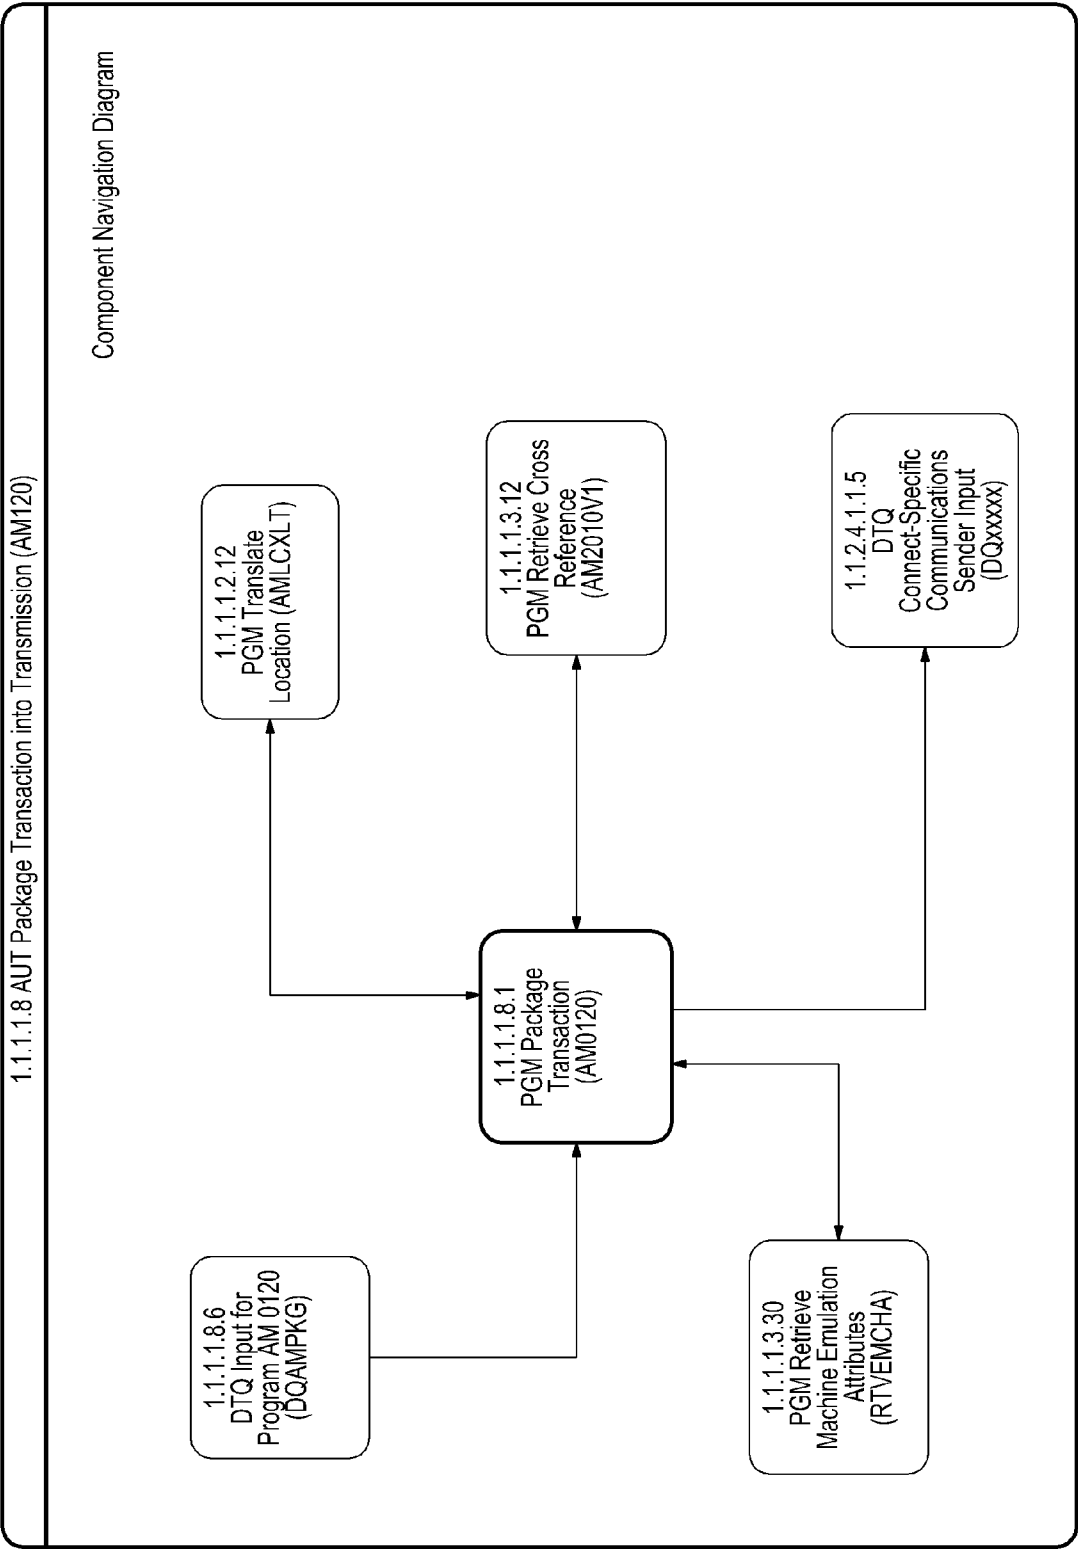 1.1.1.1.8 AUT Package Transaction into Transmission (AM120)
Component Navigation Diagram
1.1.1.1.8.6
DTQ Input for
Program AM 0120
(DQAMPKG)
1.1.1.1.2.12
PGM Translate
Location (AMLCXLT)
1.1.1.1.8.1
PGM Package
Transaction
(AM0120)
1.1.1.1.3.12
PGM Retrieve Cross
Reference
(AM2010V1)
1.1.1.1.3.30
PGM Retrieve
Machine Emulation
Attributes
(RTVEMCHA)
1.1.2.4.1.1.5
DTQ
Connect-Specific
Communications
Sender Input
(DQxxxxx)